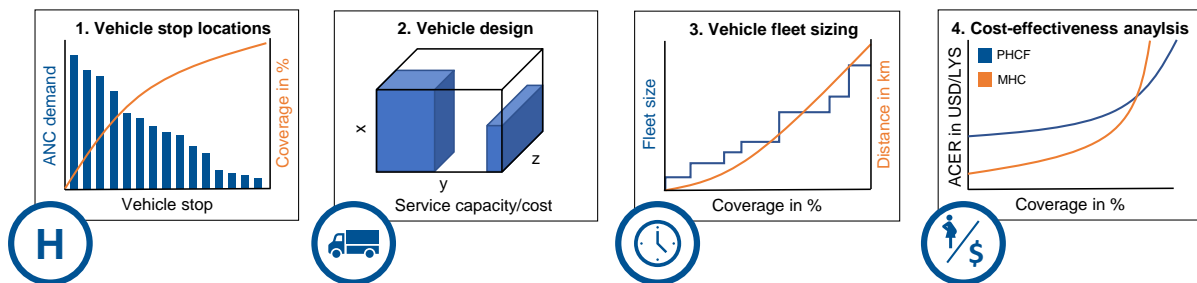 1. Vehicle stop locations
ANC demand
Coverage in %
Vehicle stop
H
2. Vehicle design
x
y
z
Service capacity/cost
3. Vehicle fleet sizing
Fleet size
Distance in km
Coverage in %
4. Cost-effectiveness anaylsis
PHCF
MHC
ACER in USD/LYS
Coverage in %
$